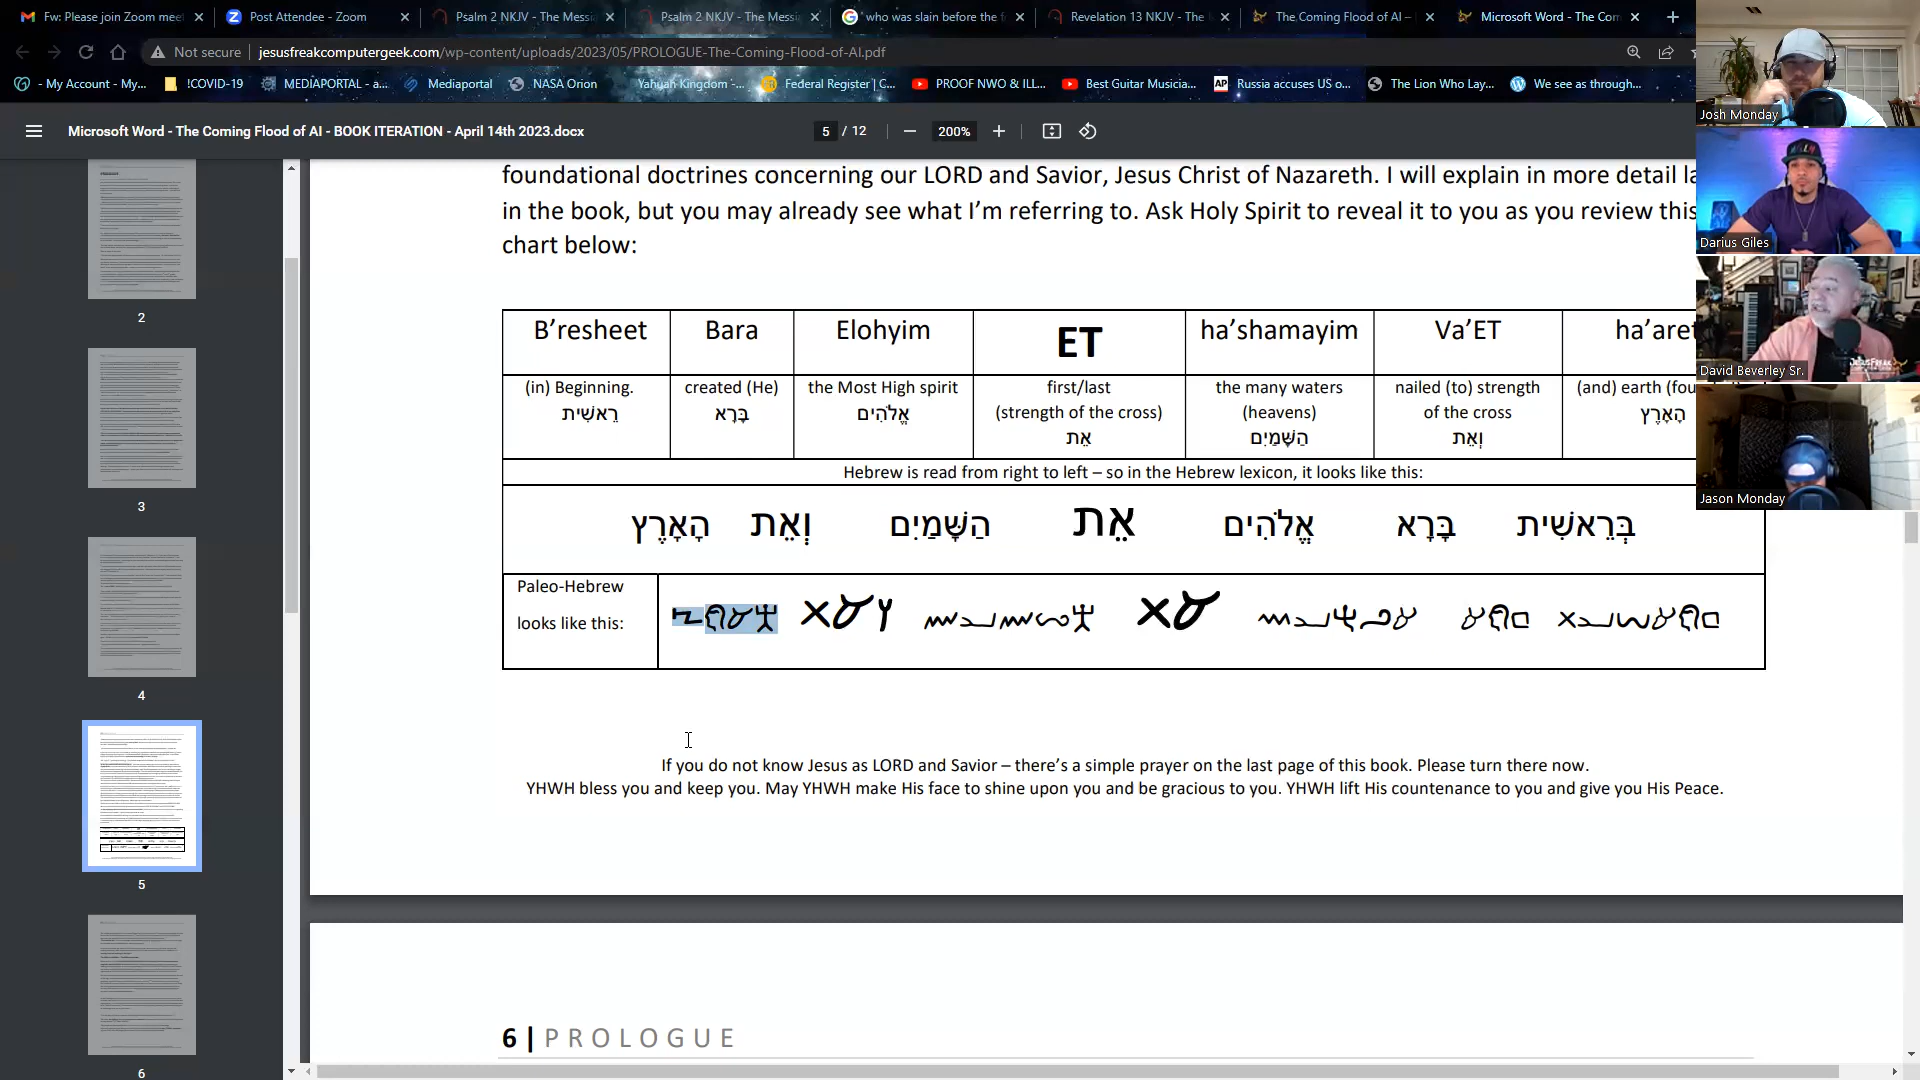 Fw: Please join Zoom mee
Post Attendee - Zoom
Psalm 2 NKJV - The Messi
Psalm 2 NKJV - The Messi
who was slain before the f
Revelation 13 NKJV - The
The Coming Flood of AI –
Microsoft Word - The Com
Not secure
jesusfreakcomputergeek.com/wp-content/uploads/2023/05/PROLOGUE-The-Coming-Flood-of-AI.pdf
- My Account - My...
!COVID-19
MEDIAPORTAL - a...
Mediaportal
NASA Orion
Yahuah Kingdom -...
Federal Register | C...
PROOF NWO & ILL...
Best Guitar Musicia...
AP
Russia accuses US o...
The Lion Who Lay...
We see as through...
Microsoft Word - The Coming Flood of AI - BOOK ITERATION - April 14th 2023.docx
5 / 12
200%
2
3
4
5
6
foundational doctrines concerning our LORD and Savior, Jesus Christ of Nazareth. I will explain in more detail la
in the book, but you may already see what I'm referring to. Ask Holy Spirit to reveal it to you as you review this
chart below:
B'resheet Bara Elohyim ET ha'shamayim Va'ET ha'aret
(in) Beginning. created (He) the Most High spirit first/last the many waters nailed (to) strength (and) earth (fou
רֵאשִׁית בָּרָא אֱלֹהִים (strength of the cross) (heavens) of the cross הָאָרֶץ
אֵת הַשָּׁמַיִם וְאֵת
Hebrew is read from right to left – so in the Hebrew lexicon, it looks like this:
בְּרֵאשִׁית בָּרָא אֱלֹהִים אֵת הַשָּׁמַיִם וְאֵת הָאָרֶץ
Paleo-Hebrew
looks like this:
If you do not know Jesus as LORD and Savior – there's a simple prayer on the last page of this book. Please turn there now.
YHWH bless you and keep you. May YHWH make His face to shine upon you and be gracious to you. YHWH lift His countenance to you and give you His Peace.
6 | PROLOGUE
Josh Monday
Darius Giles
David Beverley Sr.
Jason Monday